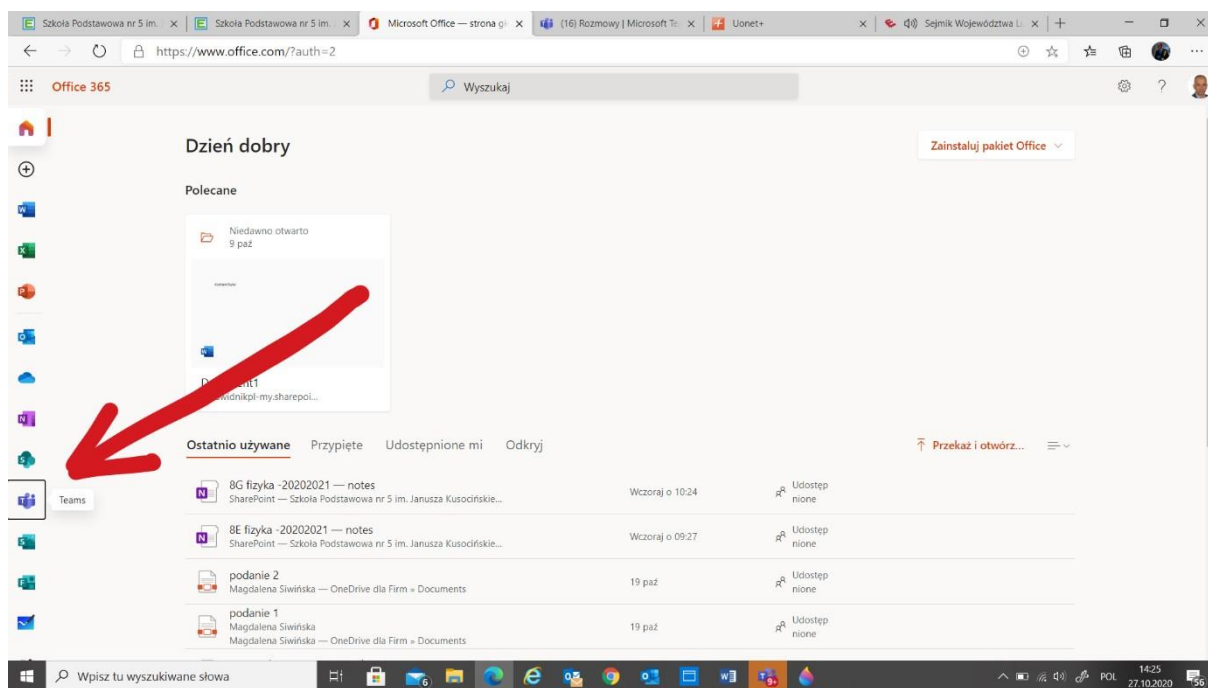 Szkoła Podstawowa nr 5 im.
Szkoła Podstawowa nr 5 im.
Microsoft Office — strona gł
(16) Rozmowy | Microsoft Te
Uonet+
Sejmik Województwa L
https://www.office.com/?auth=2
Office 365
Wyszukaj
Dzień dobry
Zainstaluj pakiet Office
Polecane
Niedawno otwarto
9 paź
widnikpl-my.sharepoi...
Ostatnio używane Przypięte Udostępnione mi Odkryj
Przekaż i otwórz...
8G fizyka -20202021 — notes
SharePoint — Szkoła Podstawowa nr 5 im. Janusza Kusocińskie...
Wczoraj o 10:24
Udostęp
nione
Teams
8E fizyka -20202021 — notes
SharePoint — Szkoła Podstawowa nr 5 im. Janusza Kusocińskie...
Wczoraj o 09:27
Udostęp
nione
podanie 2
Magdalena Siwińska — OneDrive dla Firm » Documents
19 paź
Udostęp
nione
podanie 1
Magdalena Siwińska
Magdalena Siwińska — OneDrive dla Firm » Documents
19 paź
Udostęp
nione
Wpisz tu wyszukiwane słowa
POL
14:25
27.10.2020
56